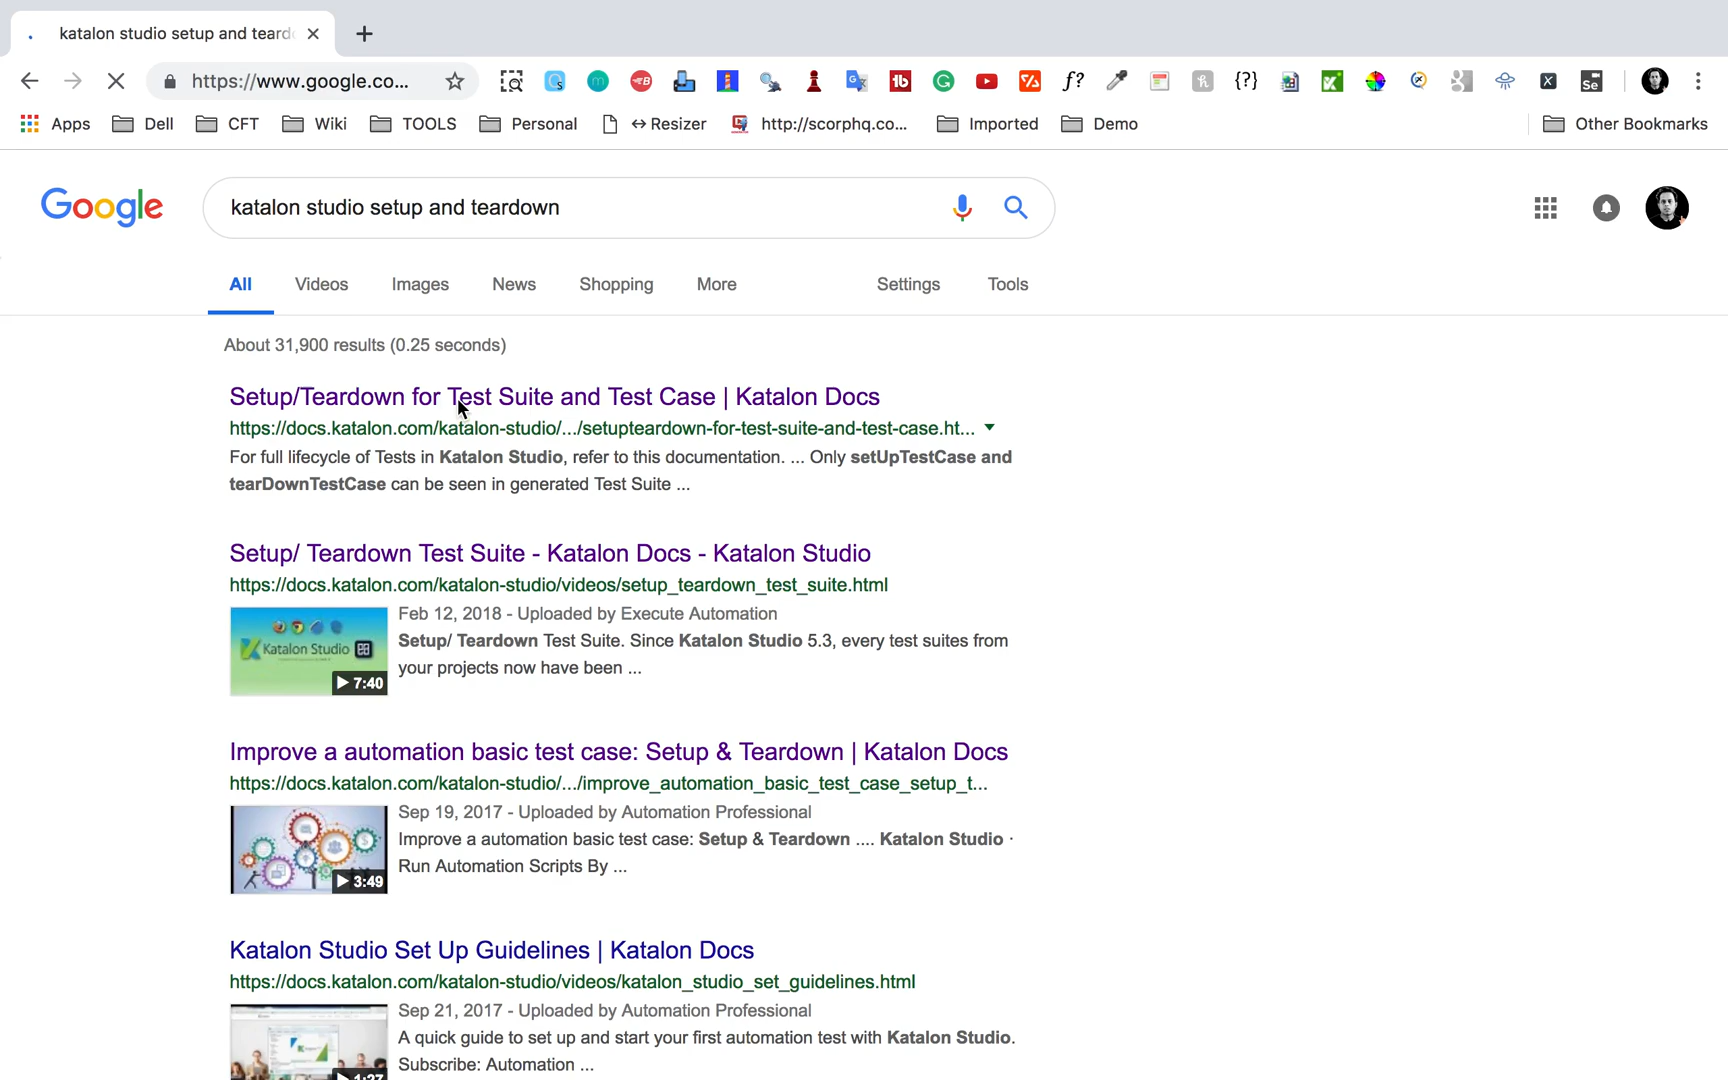 katalon studio setup and teard
https://www.google.co...
Apps Dell CFT Wiki TOOLS Personal ↔ Resizer http://scorphq.co... Imported Demo Other Bookmarks
Google
katalon studio setup and teardown
All Videos Images News Shopping More Settings Tools
About 31,900 results (0.25 seconds)
Setup/Teardown for Test Suite and Test Case | Katalon Docs
https://docs.katalon.com/katalon-studio/.../setupteardown-for-test-suite-and-test-case.ht...
For full lifecycle of Tests in Katalon Studio, refer to this documentation. ... Only setUpTestCase and
tearDownTestCase can be seen in generated Test Suite ...
Setup/ Teardown Test Suite - Katalon Docs - Katalon Studio
https://docs.katalon.com/katalon-studio/videos/setup_teardown_test_suite.html
Feb 12, 2018 - Uploaded by Execute Automation
Setup/ Teardown Test Suite. Since Katalon Studio 5.3, every test suites from
your projects now have been ...
Katalon Studio
7:40
Improve a automation basic test case: Setup & Teardown | Katalon Docs
https://docs.katalon.com/katalon-studio/.../improve_automation_basic_test_case_setup_t...
Sep 19, 2017 - Uploaded by Automation Professional
Improve a automation basic test case: Setup & Teardown .... Katalon Studio ·
Run Automation Scripts By ...
3:49
Katalon Studio Set Up Guidelines | Katalon Docs
https://docs.katalon.com/katalon-studio/videos/katalon_studio_set_guidelines.html
Sep 21, 2017 - Uploaded by Automation Professional
A quick guide to set up and start your first automation test with Katalon Studio.
Subscribe: Automation ...
1:27